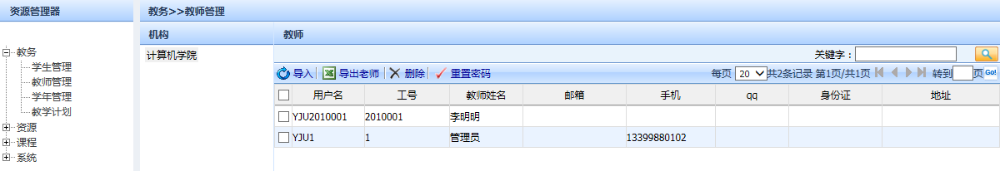 资源管理器
教务>>教师管理
教务
学生管理
教师管理
学年管理
教学计划
资源
课程
系统
机构
教师
计算机学院
关键字：
导入 导出老师 删除 重置密码 每页 20 共2条记录 第1页/共1页 转到 页 Go!
用户名 工号 教师姓名 邮箱 手机 qq 身份证 地址
YJU2010001 2010001 李明明
YJU1 1 管理员 13399880102